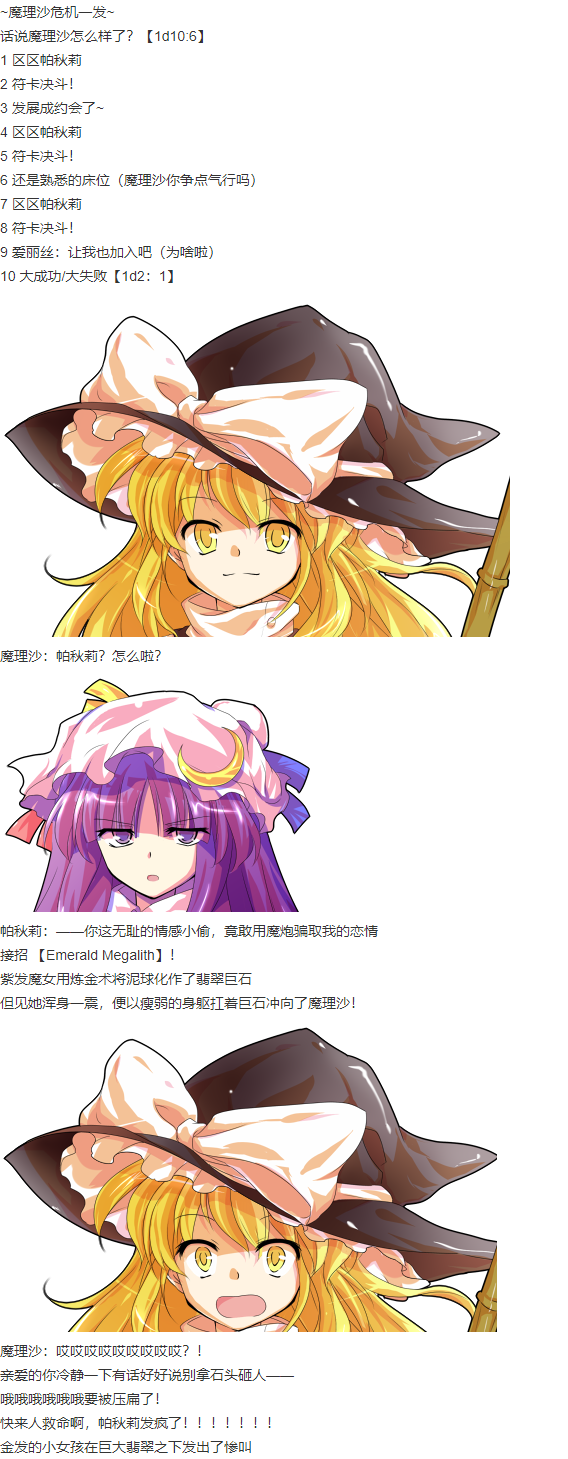 ~魔理沙危机一发~
话说魔理沙怎么样了？【1d10:6】
1 区区帕秋莉
2 符卡决斗！
3 发展成约会了~
4 区区帕秋莉
5 符卡决斗！
6 还是熟悉的床位（魔理沙你争点气行吗）
7 区区帕秋莉
8 符卡决斗！
9 爱丽丝：让我也加入吧（为啥啦）
10 大成功/大失败【1d2：1】
魔理沙：帕秋莉？怎么啦？
帕秋莉：——你这无耻的情感小偷，竟敢用魔炮骗取我的恋情
接招 【Emerald Megalith】！
紫发魔女用炼金术将泥球化作了翡翠巨石
但见她浑身一震，便以瘦弱的身躯扛着巨石冲向了魔理沙！
魔理沙：哎哎哎哎哎哎哎哎哎？！
亲爱的你冷静一下有话好好说别拿石头砸人——
哦哦哦哦哦哦要被压扁了！
快来人救命啊，帕秋莉发疯了！！！！！！！
金发的小女孩在巨大翡翠之下发出了惨叫